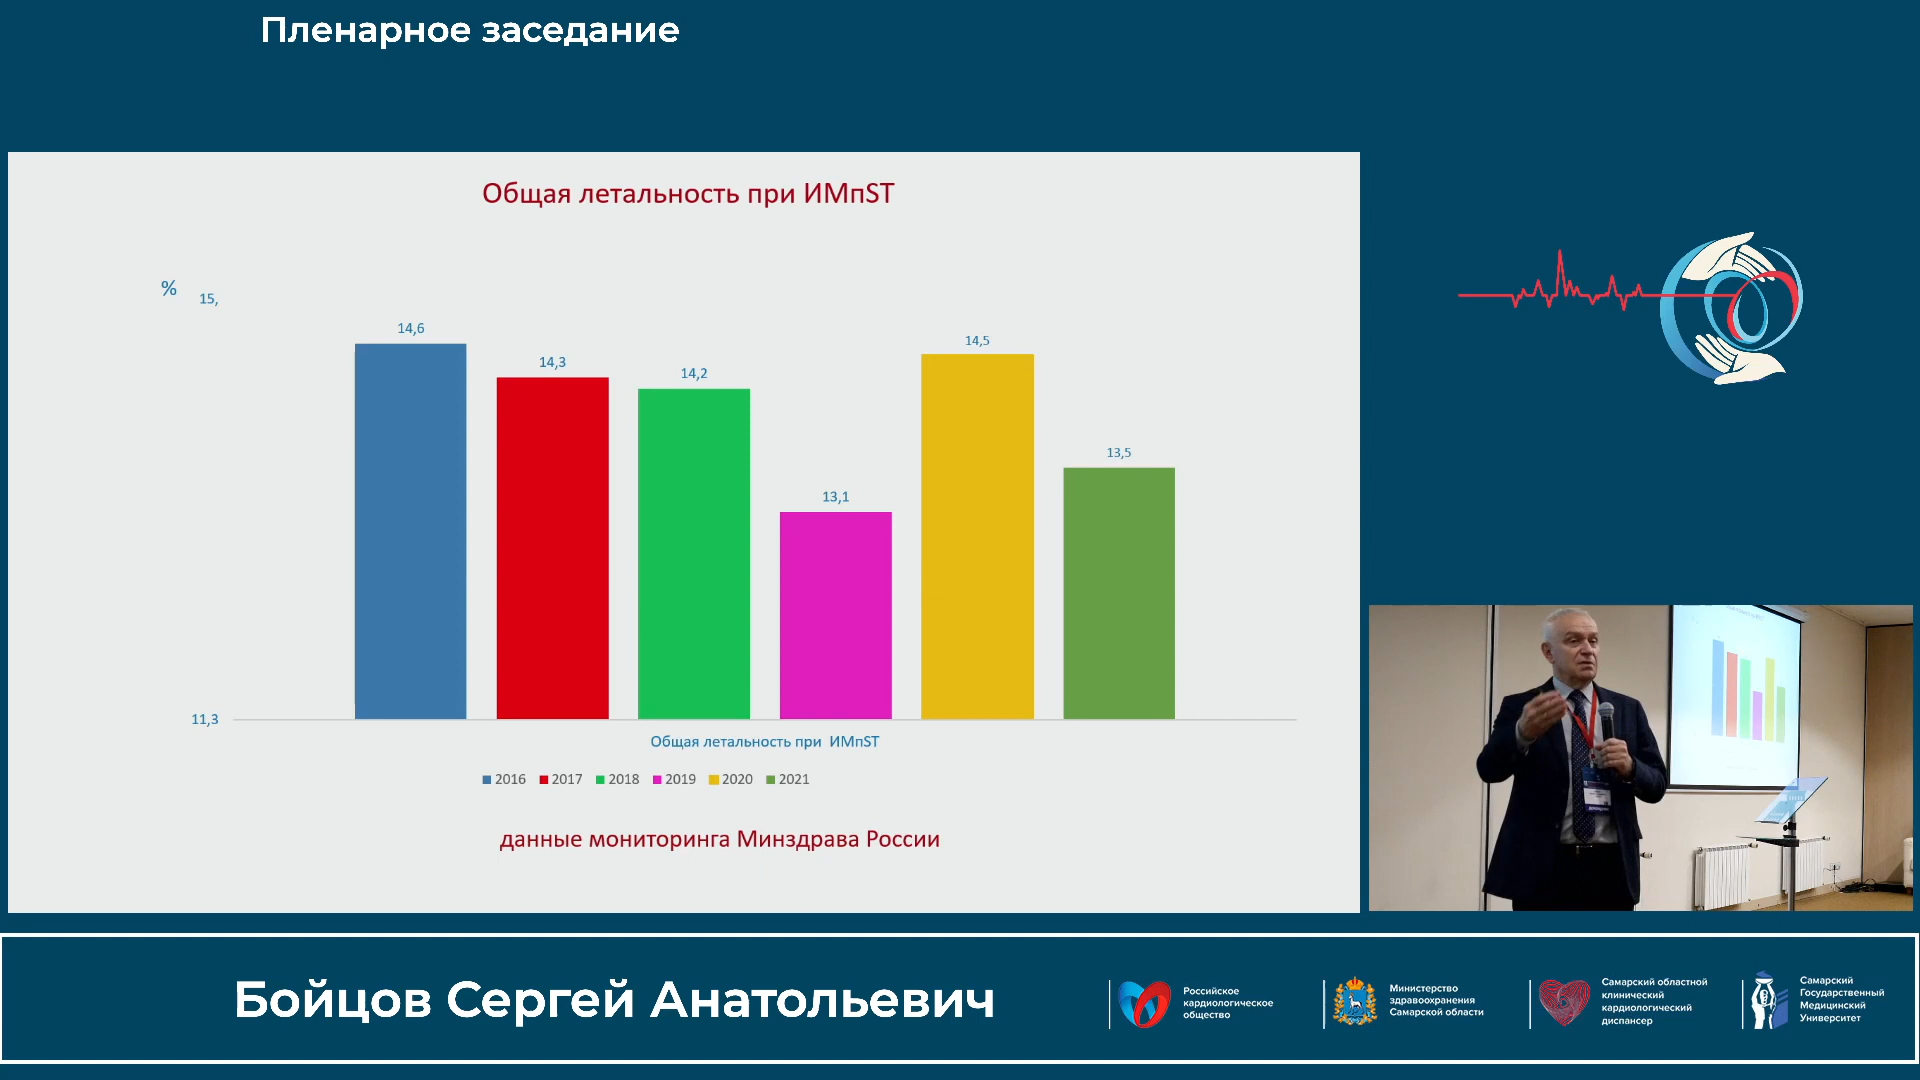 Пленарное заседание
Общая летальность при ИМпST
%
15,
14,6
14,3
14,2
13,1
14,5
13,5
11,3
Общая летальность при ИМпST
2016 2017 2018 2019 2020 2021
данные мониторинга Минздрава России
Бойцов Сергей Анатольевич
Российское
кардиологическое
общество
Министерство
здравоохранения
Самарской области
Самарский областной
клинический
кардиологический
диспансер
Самарский
Государственный
Медицинский
Университет